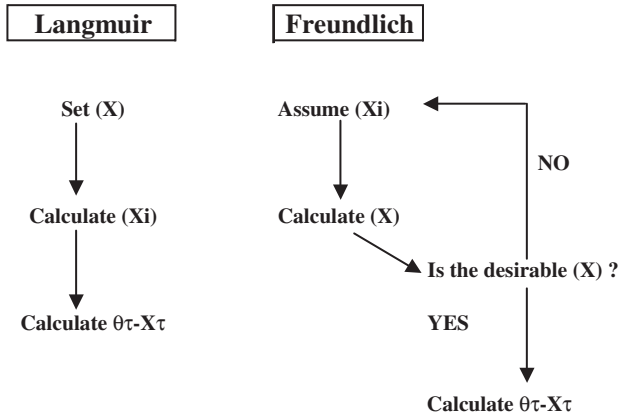 Langmuir
Set (X)
Calculate (Xi)
Calculate θτ-Xτ
Freundlich
Assume (Xi)
Calculate (X)
Is the desirable (X) ?
NO
YES
Calculate θτ-Xτ